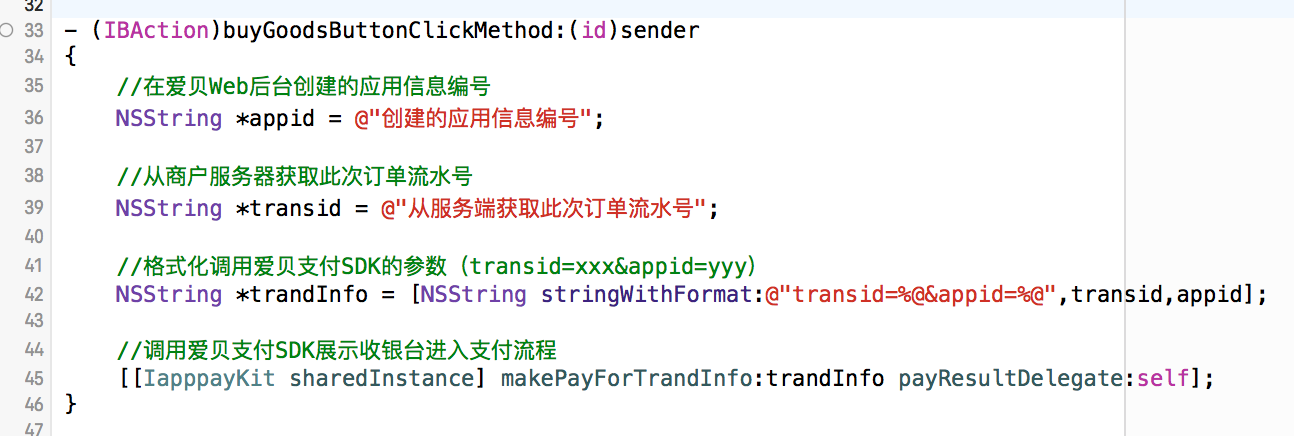 32
33 - (IBAction)buyGoodsButtonClickMethod:(id)sender
34 {
35 //在爱贝Web后台创建的应用信息编号
36 NSString *appid = @"创建的应用信息编号";
37
38 //从商户服务器获取此次订单流水号
39 NSString *transid = @"从服务端获取此次订单流水号";
40
41 //格式化调用爱贝支付SDK的参数（transid=xxx&appid=yyy）
42 NSString *trandInfo = [NSString stringWithFormat:@"transid=%@&appid=%@",transid,appid];
43
44 //调用爱贝支付SDK展示收银台进入支付流程
45 [[IapppayKit sharedInstance] makePayForTrandInfo:trandInfo payResultDelegate:self];
46 }
47